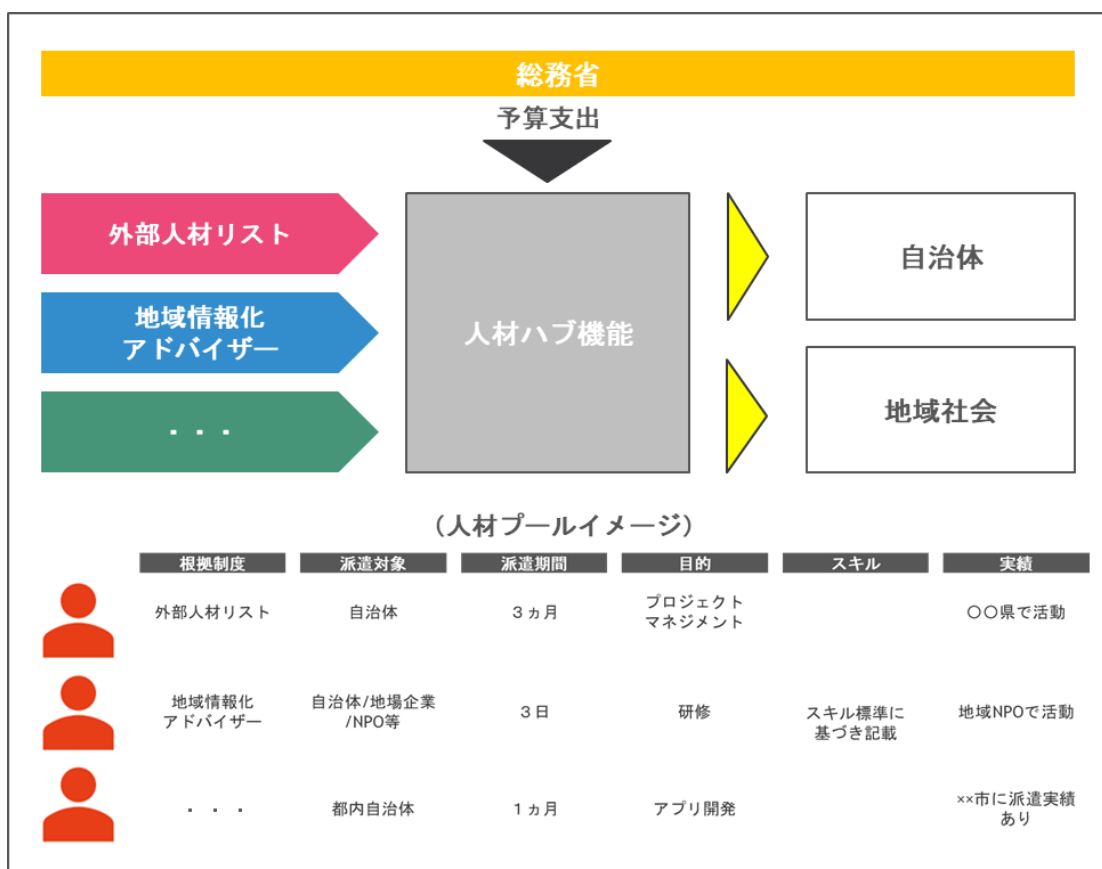 総務省
予算支出
外部人材リスト
地域情報化
アドバイザー
・・・
人材ハブ機能
自治体
地域社会
(人材プールイメージ)
根拠制度 派遣対象 派遣期間 目的 スキル 実績
外部人材リスト 自治体 3ヵ月 プロジェクト
マネジメント
〇〇県で活動
地域情報化
アドバイザー
自治体/地場企業
/NPO等
3日
研修
スキル標準に
基づき記載
地域NPOで活動
・・・
都内自治体
1ヵ月
アプリ開発
××市に派遣実績
あり